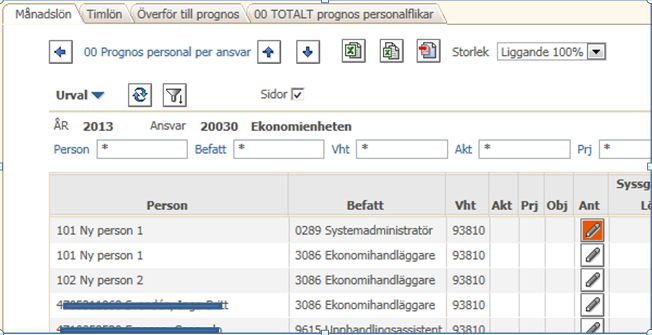 Månadslön Timlön Överför till prognos 00 TOTALT prognos personalflikar
00 Prognos personal per ansvar Storlek Liggande 100%
Urval Sidor
ÅR 2013 Ansvar 20030 Ekonomienheten
Person * Befatt * Vht * Akt * Prj *
Syssgr
Person Befatt Vht Akt Prj Obj Ant Lö
101 Ny person 1 0289 Systemadministratör 93810
101 Ny person 1 3086 Ekonomihandläggare 93810
102 Ny person 2 3086 Ekonomihandläggare 93810
3086 Ekonomihandläggare 93810
9615 Upphandlingsassistent 93810